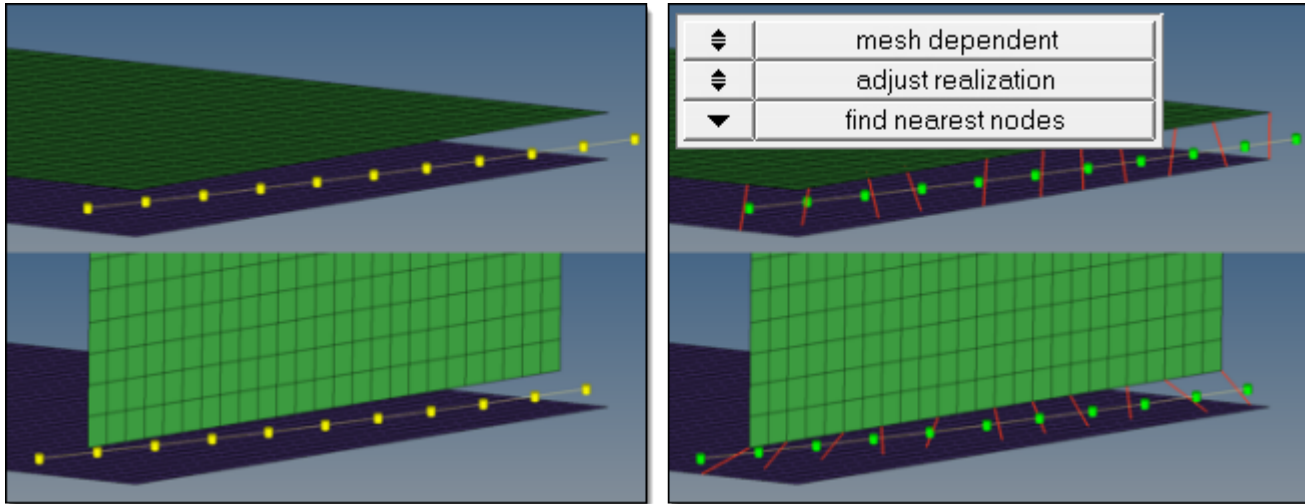 mesh dependent
adjust realization
find nearest nodes